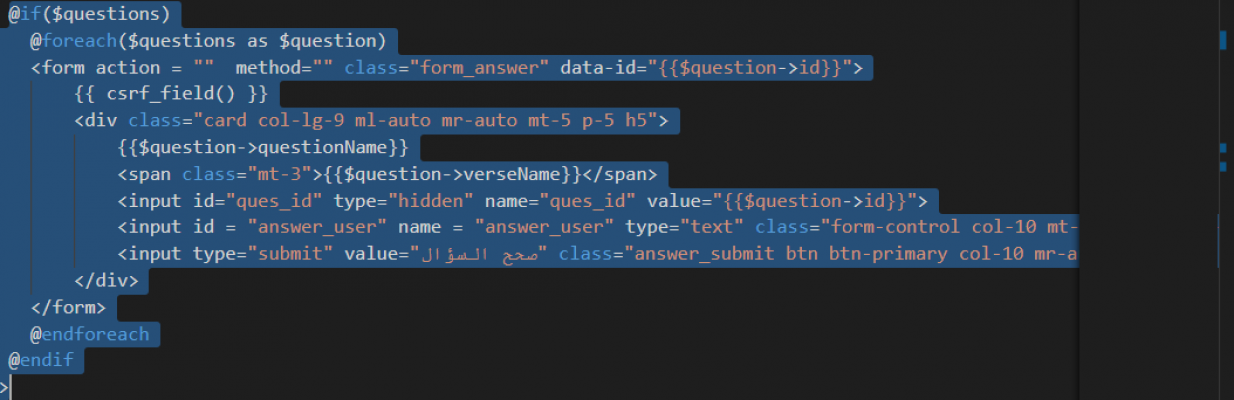 @if($questions)
@foreach($questions as $question)
<form action = ""  method="" class="form_answer" data-id="{{$question->id}}">
{{ csrf_field() }}
<div class="card col-lg-9 ml-auto mr-auto mt-5 p-5 h5">
{{$question->questionName}}
<span class="mt-3">{{$question->verseName}}</span>
<input id="ques_id" type="hidden" name="ques_id" value="{{$question->id}}">
<input id = "answer_user" name = "answer_user" type="text" class="form-control col-10 mt-
<input type="submit" value="صحح السؤال" class="answer_submit btn btn-primary col-10 mr-a
</div>
</form>
@endforeach
@endif
>